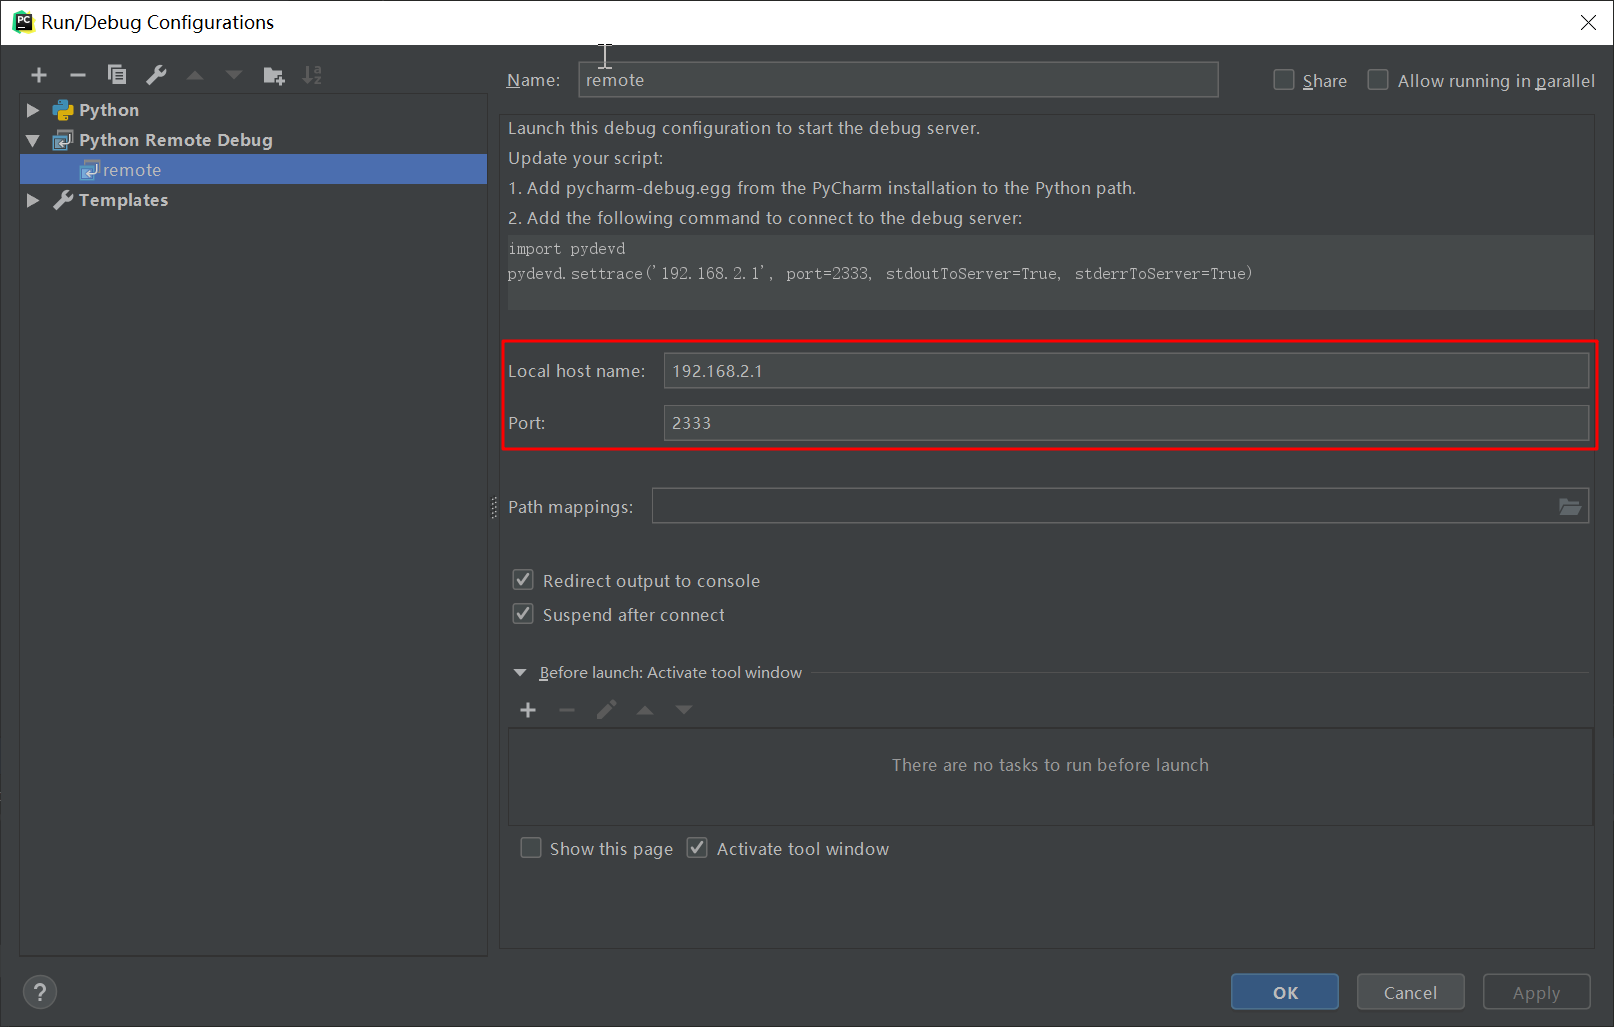 Run/Debug Configurations
Name: remote
Share
Allow running in parallel
Python
Python Remote Debug
remote
Templates
Launch this debug configuration to start the debug server.
Update your script:
1. Add pycharm-debug.egg from the PyCharm installation to the Python path.
2. Add the following command to connect to the debug server:
import pydevd
pydevd.settrace('192.168.2.1', port=2333, stdoutToServer=True, stderrToServer=True)
Local host name: 192.168.2.1
Port: 2333
Path mappings:
Redirect output to console
Suspend after connect
Before launch: Activate tool window
There are no tasks to run before launch
Show this page
Activate tool window
?
OK
Cancel
Apply